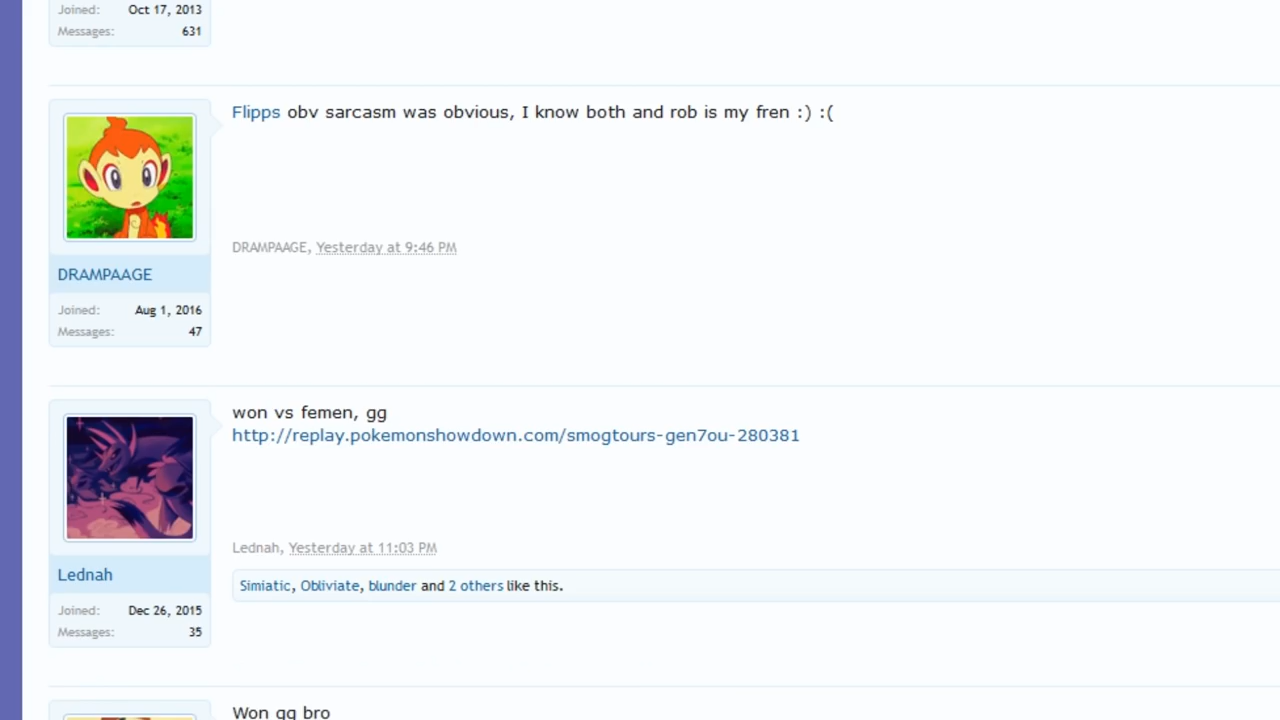 Joined: Oct 17, 2013
Messages: 631
Flipps obv sarcasm was obvious, I know both and rob is my fren :) :(
DRAMPAAGE, Yesterday at 9:46 PM
DRAMPAAGE
Joined: Aug 1, 2016
Messages: 47
won vs femen, gg
http://replay.pokemonshowdown.com/smogtours-gen7ou-280381
Lednah, Yesterday at 11:03 PM
Simiatic, Obliviate, blunder and 2 others like this.
Lednah
Joined: Dec 26, 2015
Messages: 35
Won gg bro